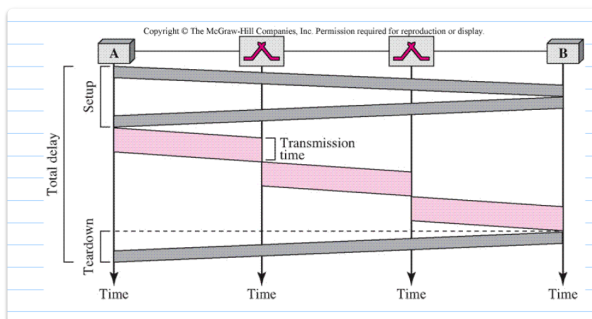 Copyright © The McGraw-Hill Companies, Inc. Permission required for reproduction or display.
A
B
Setup
Transmission
time
Total delay
Teardown
Time
Time
Time
Time